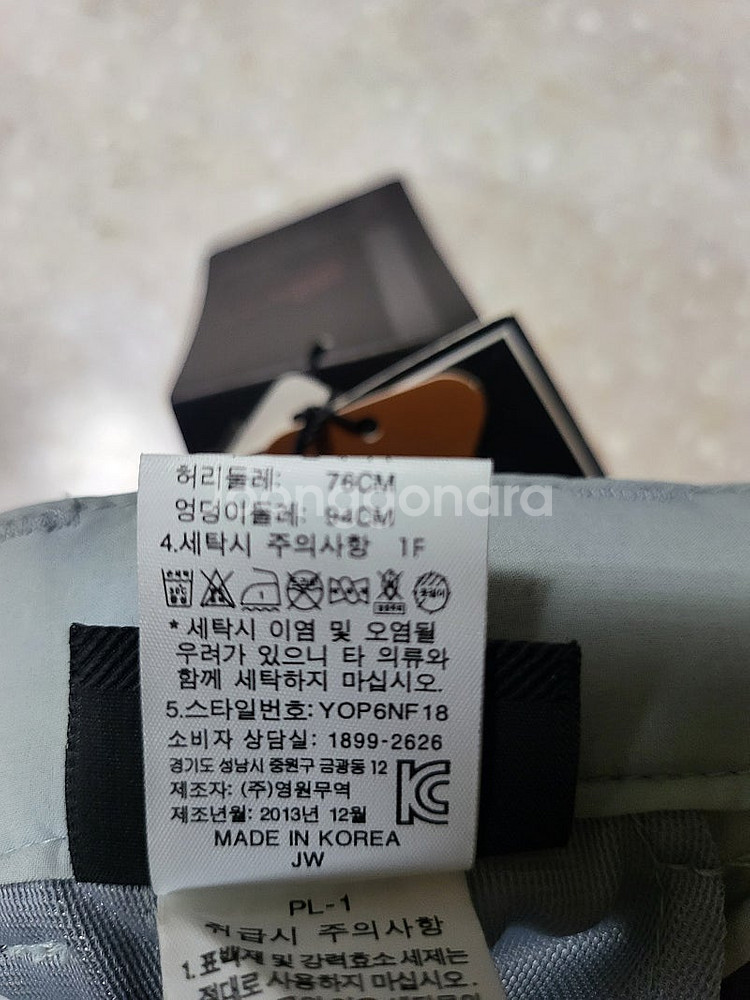 허리둘레: 76CM
joonggonara
엉덩이둘레: 94CM
4.세탁시 주의사항 1F
* 세탁시 이염 및 오염될
우려가 있으니 타 의류와
함께 세탁하지 마십시오.
5.스타일번호: YOP6NF18
소비자 상담실: 1899-2626
경기도 성남시 중원구 금광동 12
제조자: (주)영원무역
제조년월: 2013년 12월
MADE IN KOREA
JW
PL-1
취급시 주의사항
1. 표백제 및 강력효소 세제는
절대로 사용하지 마십시오.